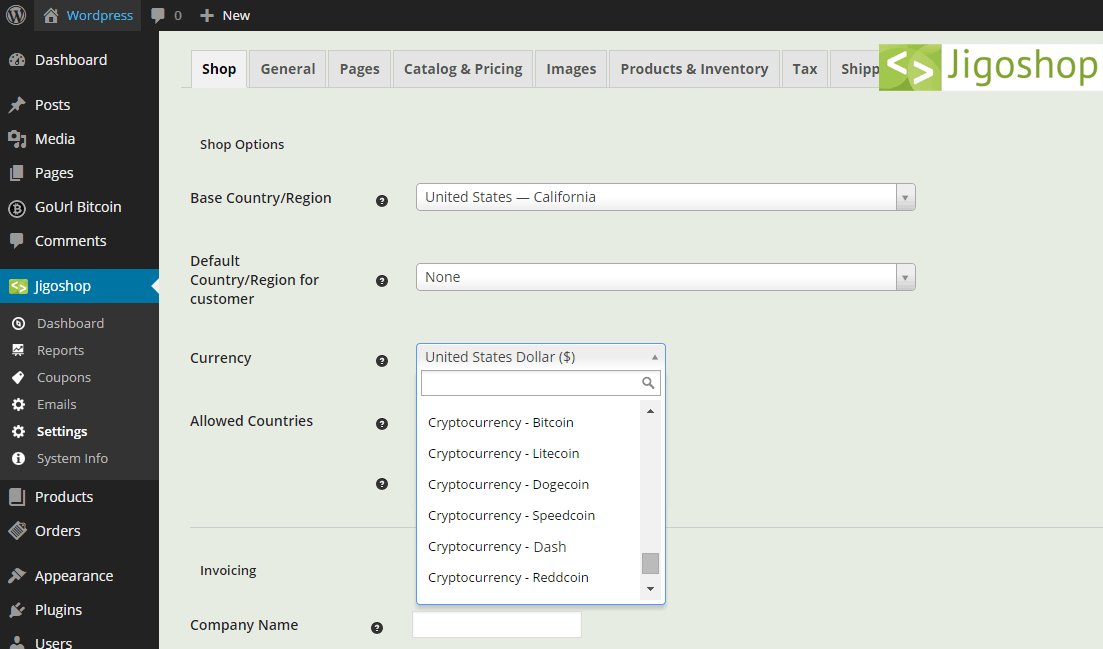 Wordpress 0 New
Dashboard
Posts
Media
Pages
GoUrl Bitcoin
Comments
Jigoshop
Dashboard
Reports
Coupons
Emails
Settings
System Info
Products
Orders
Appearance
Plugins
Users
Shop General Pages Catalog & Pricing Images Products & Inventory Tax Shipp
Jigoshop
Shop Options
Base Country/Region ? United States — California
Default
Country/Region for
customer
? None
Currency ? United States Dollar ($)
Cryptocurrency - Bitcoin
Cryptocurrency - Litecoin
Cryptocurrency - Dogecoin
Cryptocurrency - Speedcoin
Cryptocurrency - Dash
Cryptocurrency - Reddcoin
Allowed Countries ?
?
Invoicing
Company Name ?